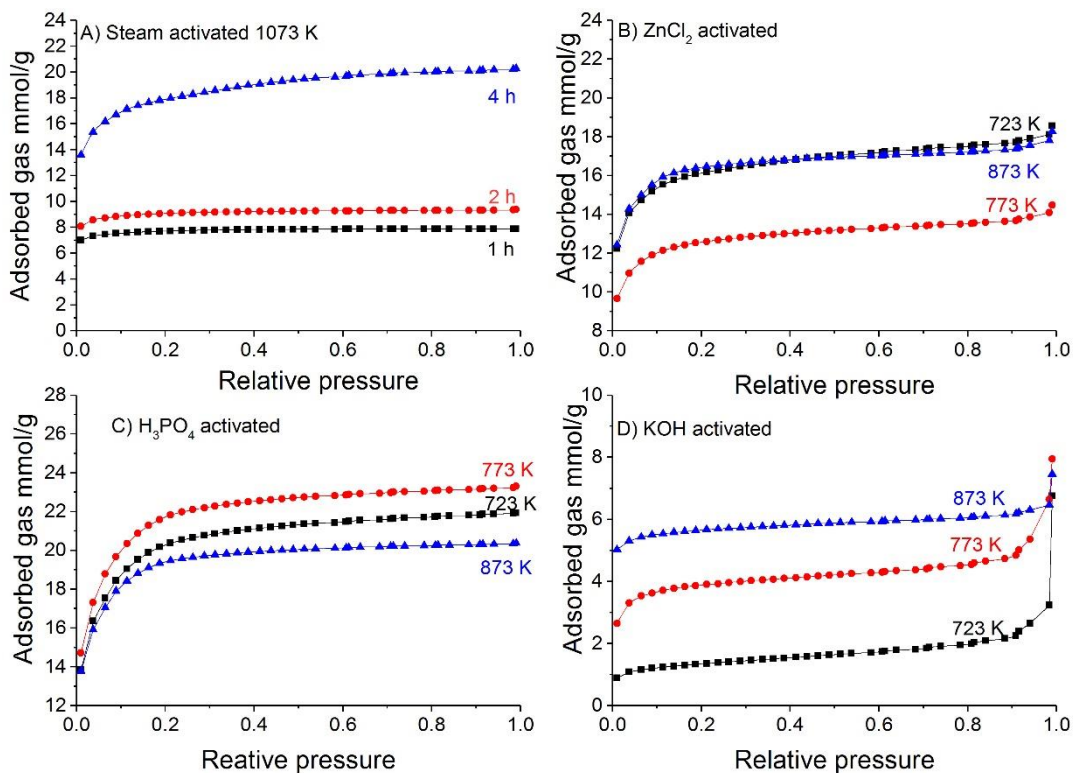 A) Steam activated 1073 K
Adsorbed gas mmol/g
24
22
20
18
16
14
12
10
8
6
4
2
0
4 h
2 h
1 h
0.0 0.2 0.4 0.6 0.8 1.0
Relative pressure
B) ZnCl₂ activated
Adsorbed gas mmol/g
24
22
20
18
16
14
12
10
8
723 K
873 K
773 K
0.0 0.2 0.4 0.6 0.8 1.0
Relative pressure
C) H₃PO₄ activated
Adsorbed gas mmol/g
28
26
24
22
20
18
16
14
12
773 K
723 K
873 K
0.0 0.2 0.4 0.6 0.8 1.0
Reative pressure
D) KOH activated
Adsorbed gas mmol/g
10
8
6
4
2
0
873 K
773 K
723 K
0.0 0.2 0.4 0.6 0.8 1.0
Relative pressure